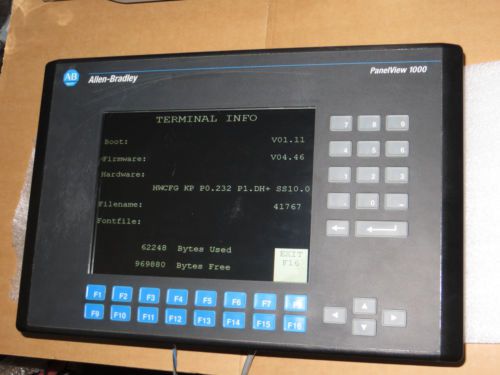 AB
Allen-Bradley
PanelView 1000
TERMINAL INFO
Boot: V01.11
Firmware: V04.46
Hardware:
HWCFG KP P0.232 P1.DH+ SS10.0
Filename: 41767
Fontfile:
62248 Bytes Used
969880 Bytes Free
EXIT
F16
7 8 9
4 5 6
1 2 3
. 0 -
F1 F2 F3 F4 F5 F6 F7 F8
F9 F10 F11 F12 F13 F14 F15 F16